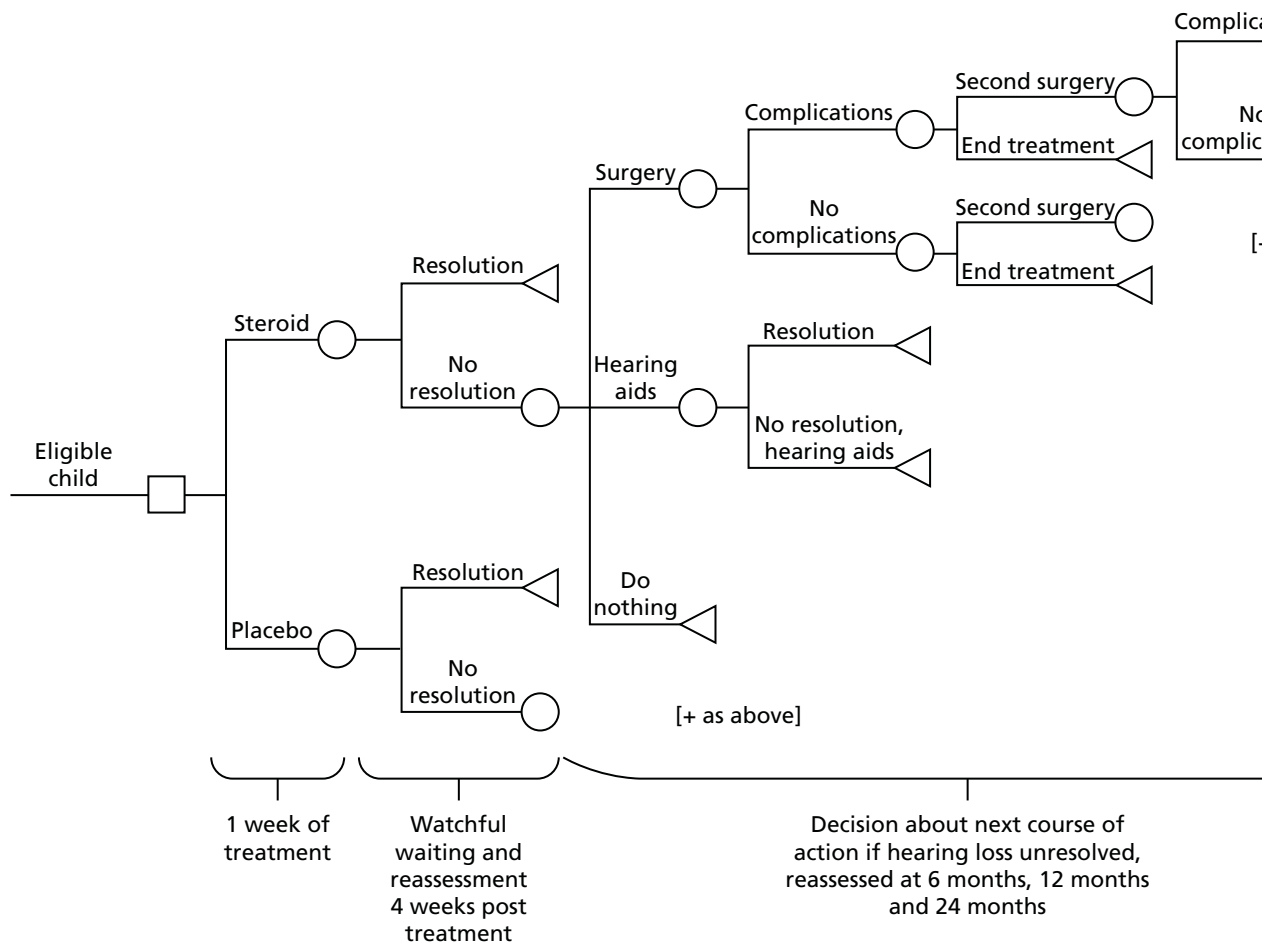 Complica
Second surgery
Complications
No
complic
End treatment
Surgery
No
complications
Second surgery
[-
End treatment
Resolution
Steroid
Resolution
No
resolution
Hearing
aids
No resolution,
hearing aids
Eligible
child
Resolution
Do
nothing
Placebo
No
resolution
[+ as above]
1 week of
treatment
Watchful
waiting and
reassessment
4 weeks post
treatment
Decision about next course of
action if hearing loss unresolved,
reassessed at 6 months, 12 months
and 24 months